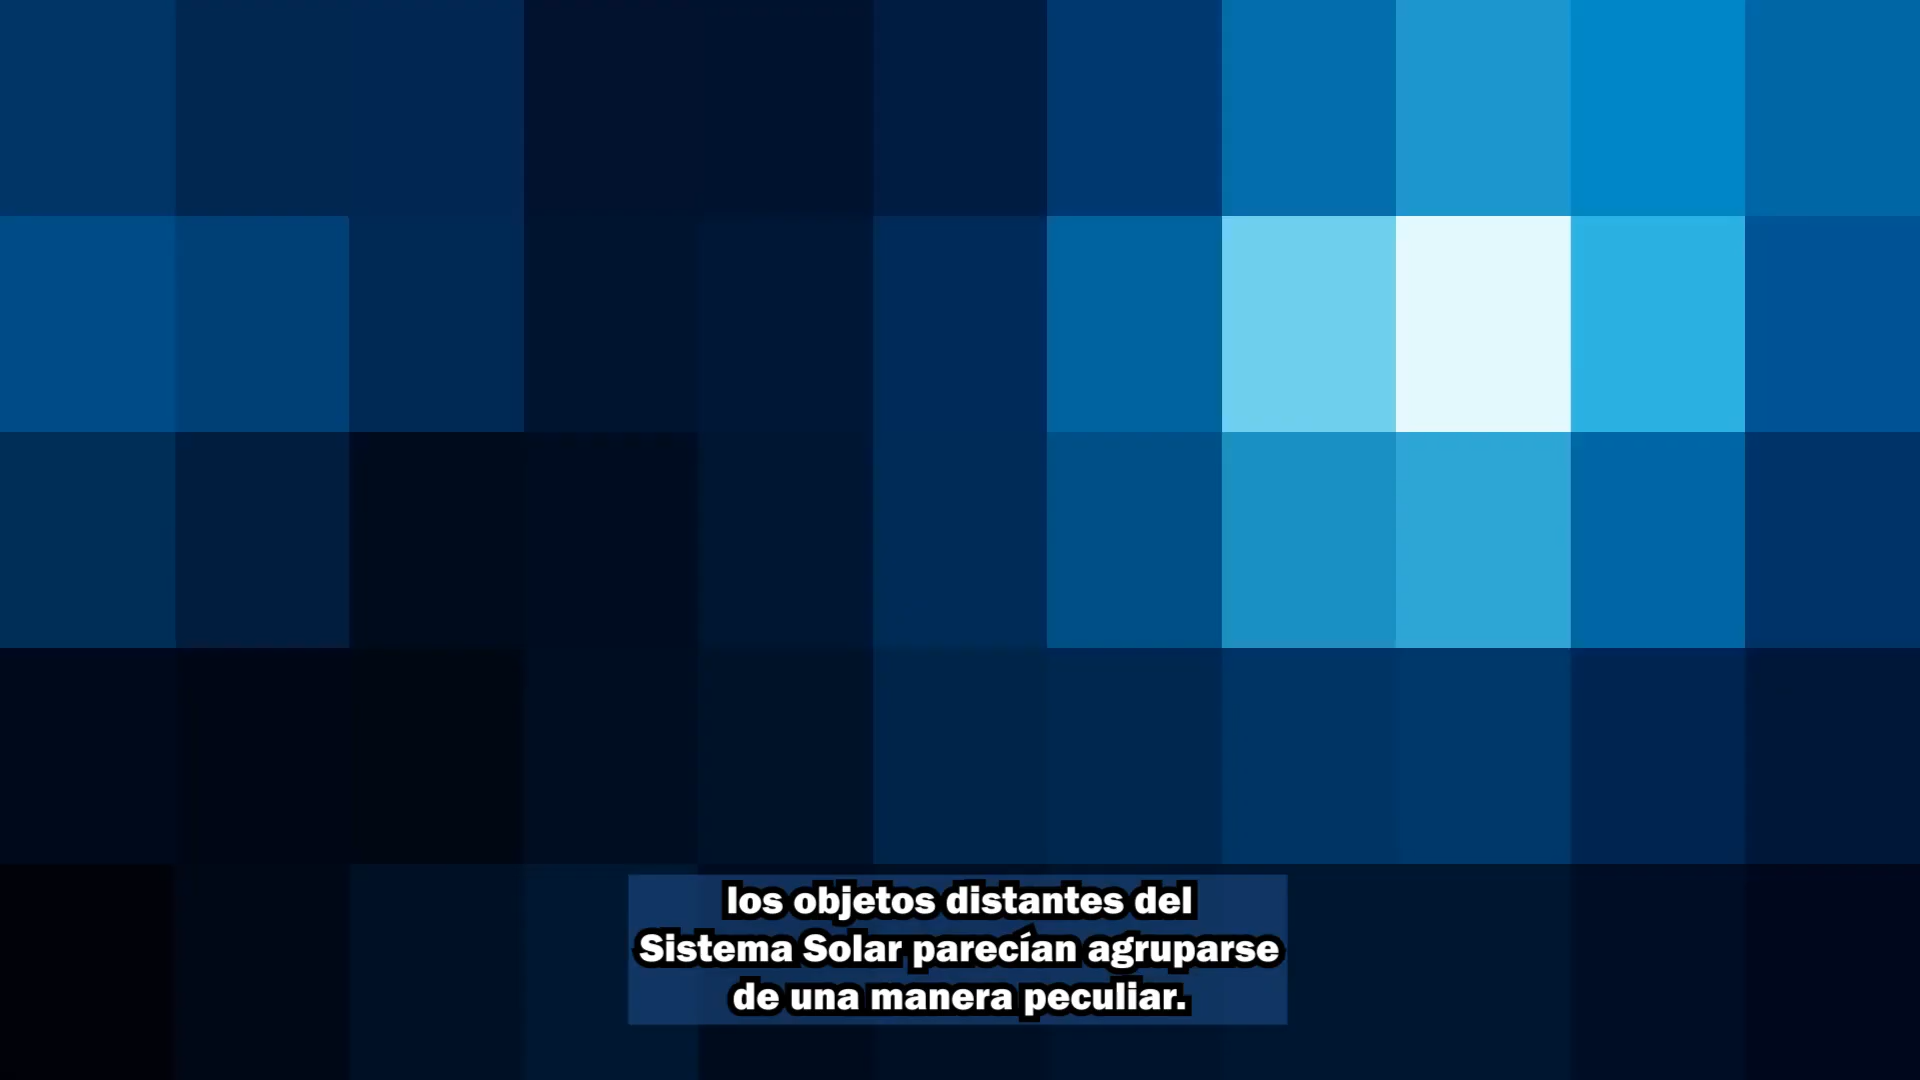 los objetos distantes del
Sistema Solar parecían agruparse
de una manera peculiar.